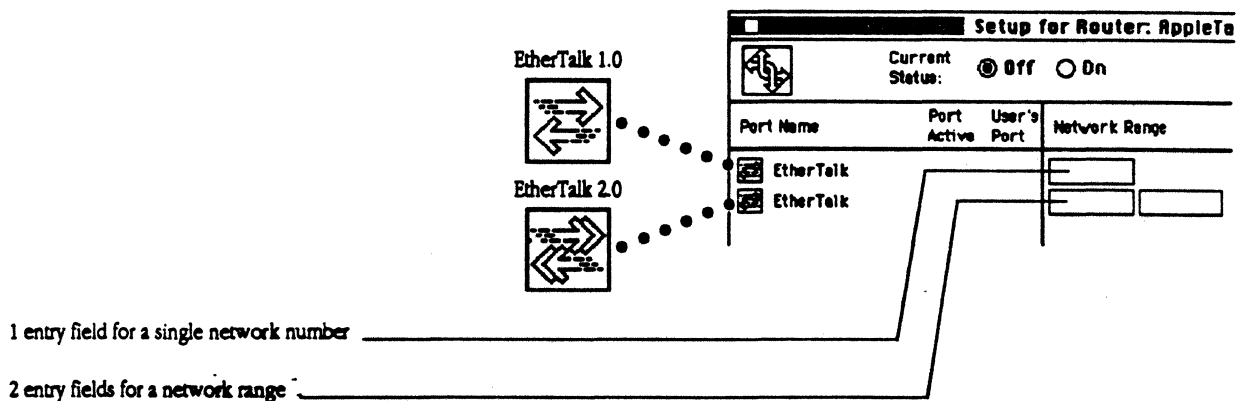 Setup for Router: AppleTa
EtherTalk 1.0
Current Status: Off On
Port Name Port Active User's Port Network Range
EtherTalk
EtherTalk 2.0
EtherTalk
1 entry field for a single network number
2 entry fields for a network range